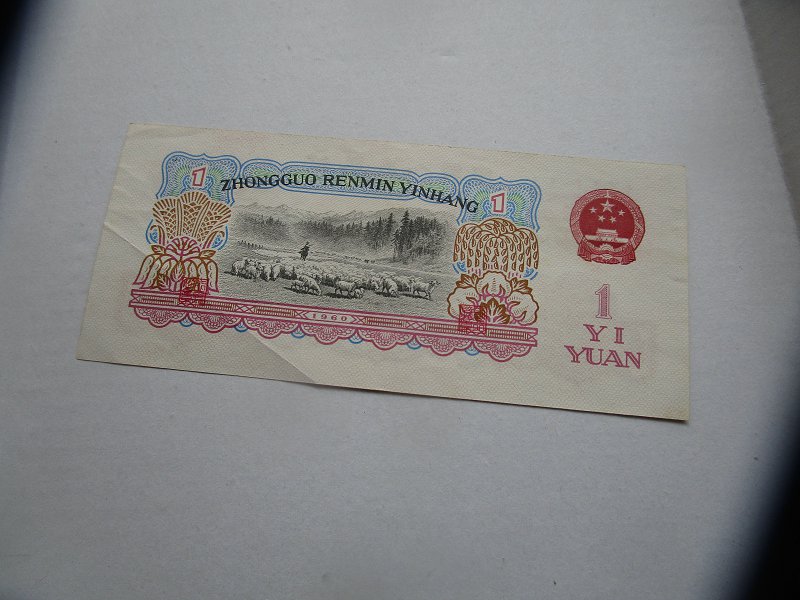 ZHONGGUO RENMIN YINHANG
1
1
1960
1
YI
YUAN